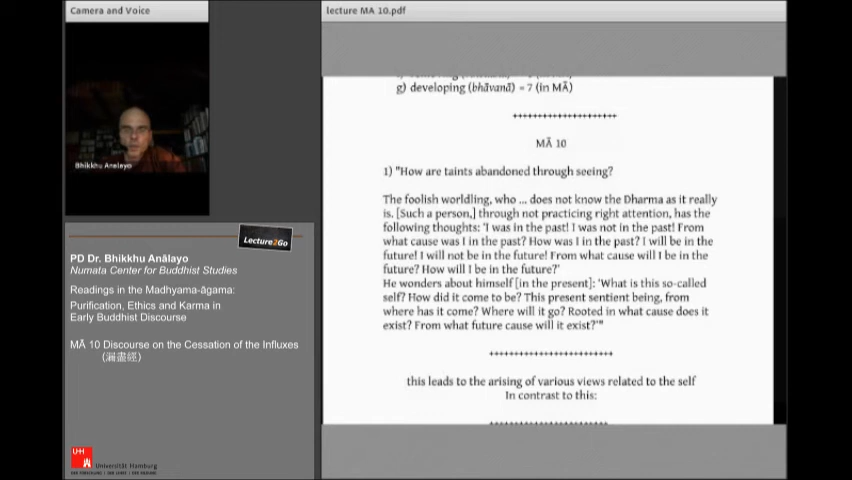 Camera and Voice
Bhikkhu Analayo
Lecture2Go
PD Dr. Bhikkhu Anālayo
Numata Center for Buddhist Studies
Readings in the Madhyama-āgama:
Purification, Ethics and Karma in
Early Buddhist Discourse
MĀ 10 Discourse on the Cessation of the Influxes
(漏盡經)
UH
Universität Hamburg
DER FORSCHUNG | DER LEHRE | DER BILDUNG
lecture MA 10.pdf
g) developing (bhāvanā) = 7 (in MĀ)
+++++++++++++++++++++
MĀ 10
1) "How are taints abandoned through seeing?
The foolish worldling, who ... does not know the Dharma as it really
is. [Such a person,] through not practicing right attention, has the
following thoughts: 'I was in the past! I was not in the past! From
what cause was I in the past? How was I in the past? I will be in the
future! I will not be in the future! From what cause will I be in the
future? How will I be in the future?'
He wonders about himself [in the present]: 'What is this so-called
self? How did it come to be? This present sentient being, from
where has it come? Where will it go? Rooted in what cause does it
exist? From what future cause will it exist?'"
+++++++++++++++++++++++++
this leads to the arising of various views related to the self
In contrast to this: